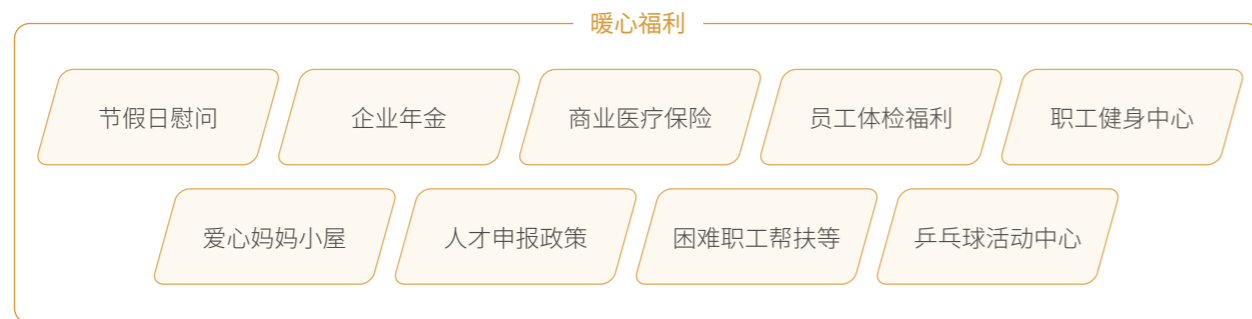 暖心福利
节假日慰问
企业年金
商业医疗保险
员工体检福利
职工健身中心
爱心妈妈小屋
人才申报政策
困难职工帮扶等
乒乓球活动中心